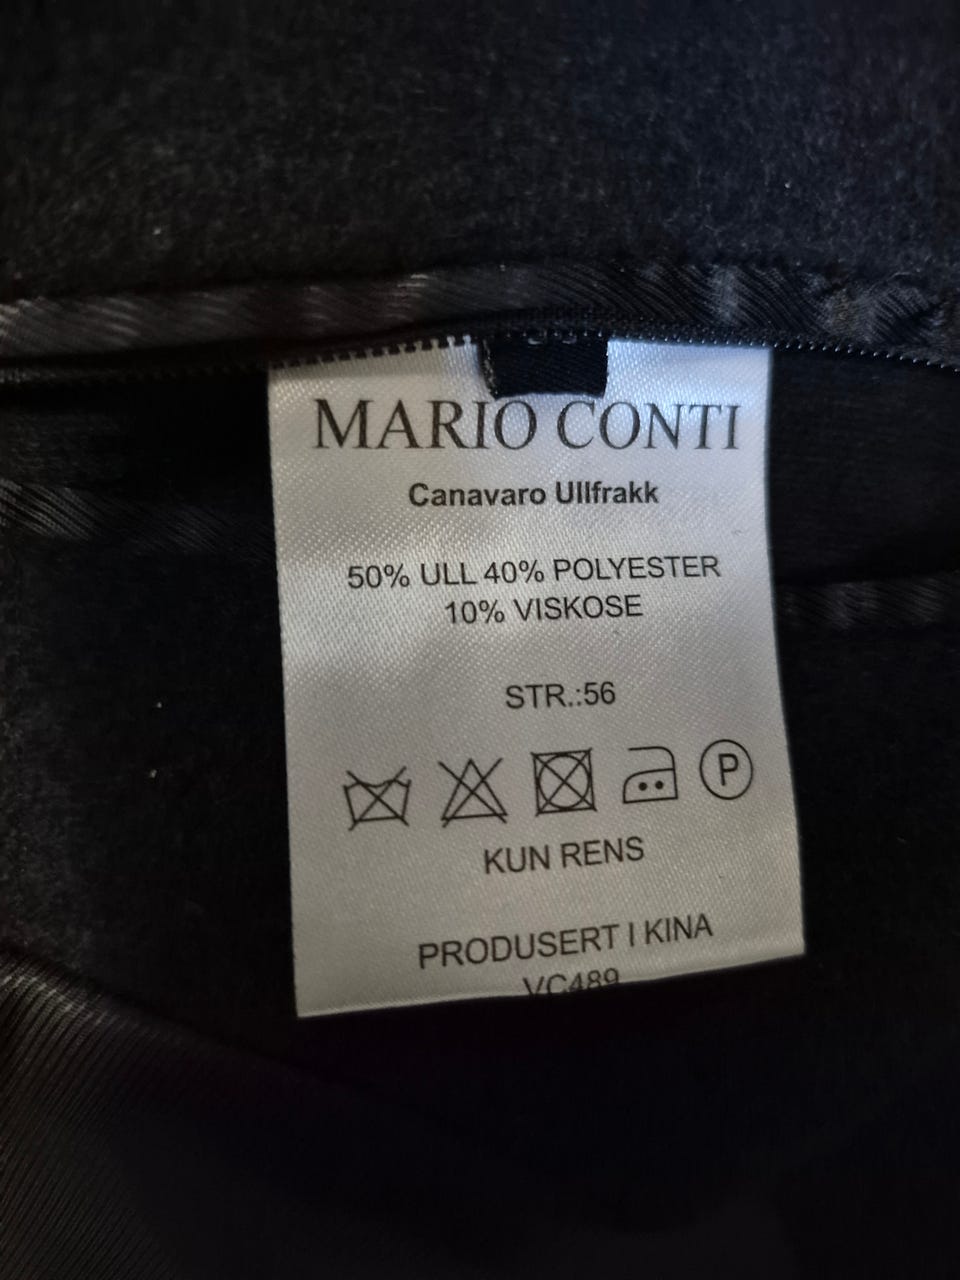 MARIO CONTI
Canavaro Ullfrakk
50% ULL 40% POLYESTER
10% VISKOSE
STR.:56
P
KUN RENS
PRODUSERT I KINA
VC489